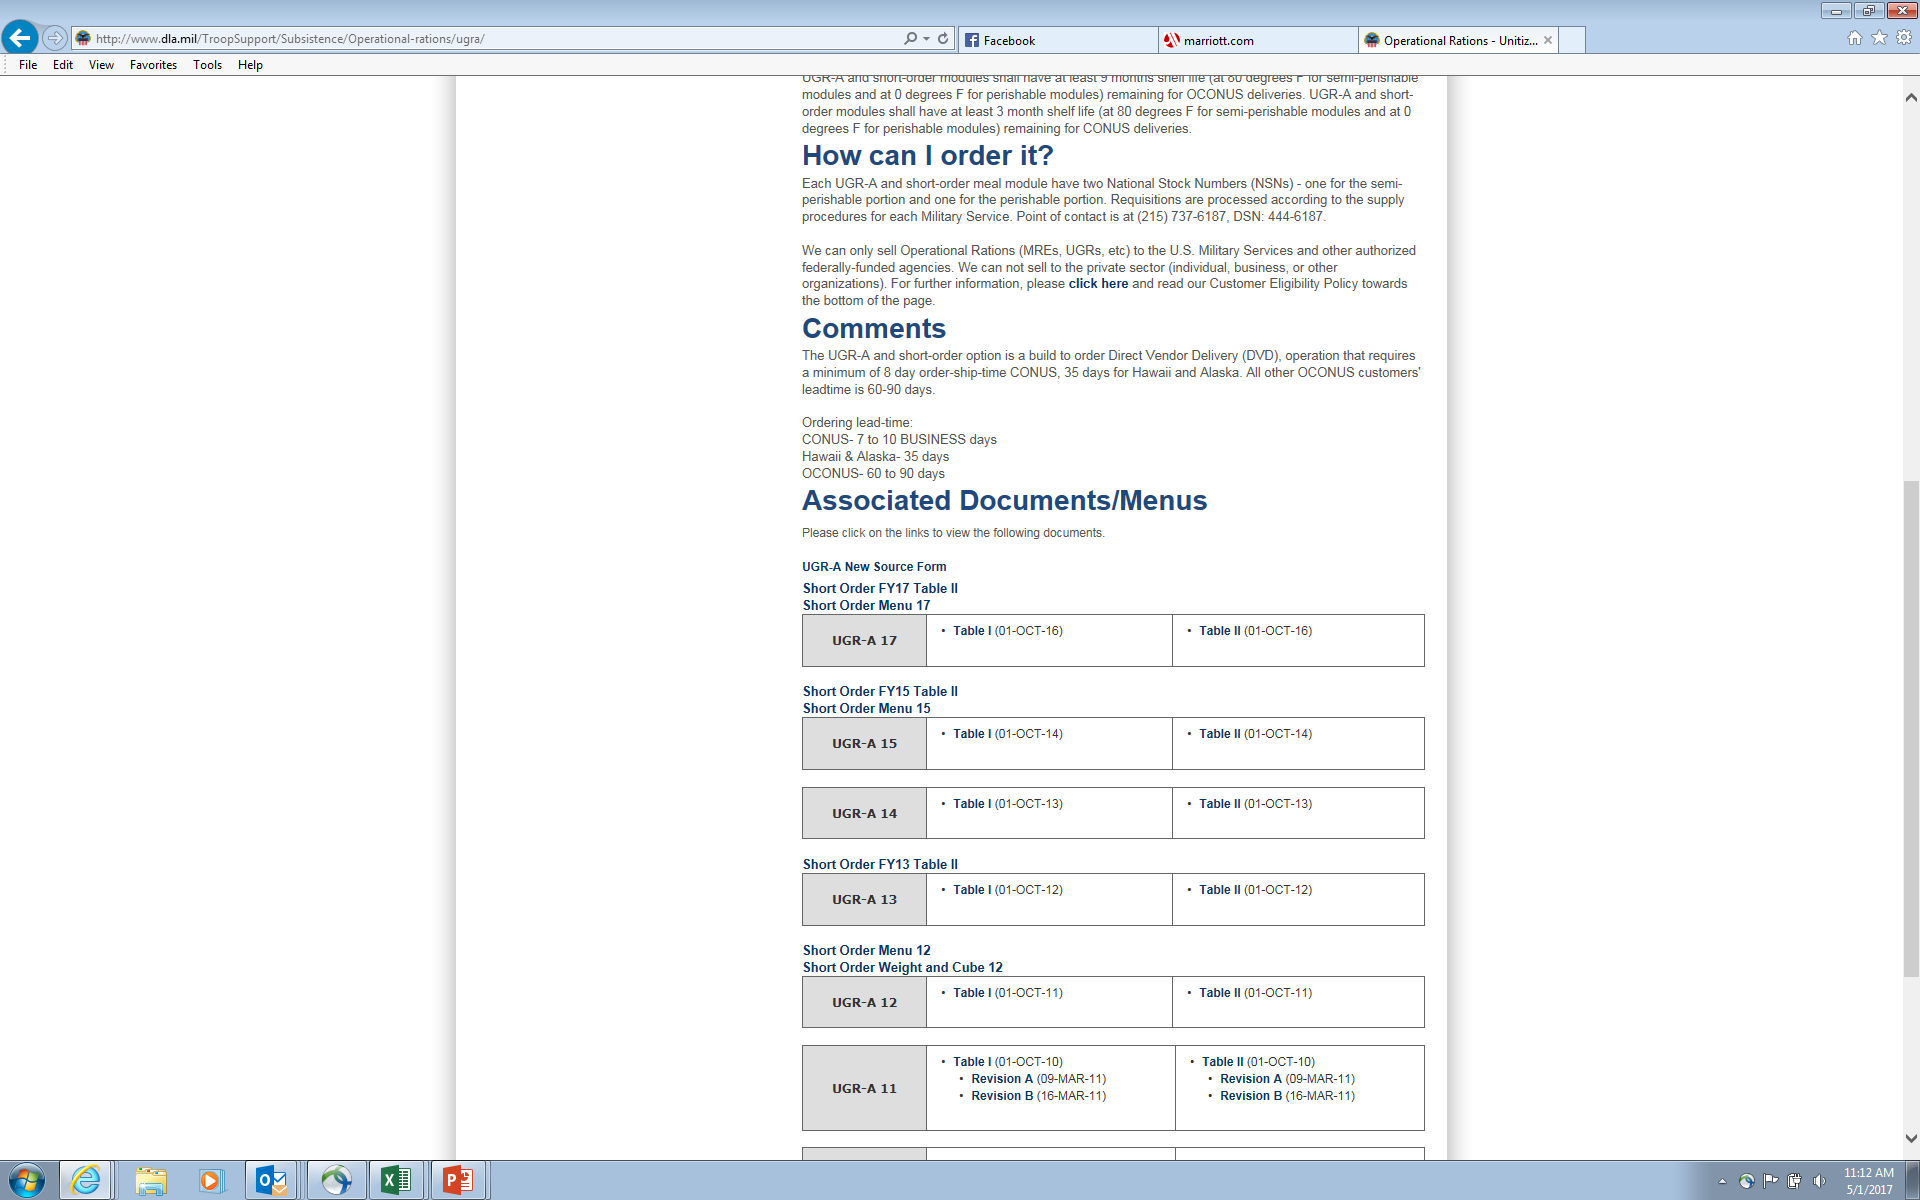 http://www.dla.mil/TroopSupport/Subsistence/Operational-rations/ugra/
Facebook
marriott.com
Operational Rations - Unitiz...
File Edit View Favorites Tools Help
UGR-A and short-order modules shall have at least 9 months shelf life (at 80 degrees F for semi-perishable
modules and at 0 degrees F for perishable modules) remaining for OCONUS deliveries. UGR-A and short-
order modules shall have at least 3 month shelf life (at 80 degrees F for semi-perishable modules and at 0
degrees F for perishable modules) remaining for CONUS deliveries.
How can I order it?
Each UGR-A and short-order meal module have two National Stock Numbers (NSNs) - one for the semi-
perishable portion and one for the perishable portion. Requisitions are processed according to the supply
procedures for each Military Service. Point of contact is at (215) 737-6187, DSN: 444-6187.
We can only sell Operational Rations (MREs, UGRs, etc) to the U.S. Military Services and other authorized
federally-funded agencies. We can not sell to the private sector (individual, business, or other
organizations). For further information, please click here and read our Customer Eligibility Policy towards
the bottom of the page.
Comments
The UGR-A and short-order option is a build to order Direct Vendor Delivery (DVD), operation that requires
a minimum of 8 day order-ship-time CONUS, 35 days for Hawaii and Alaska. All other OCONUS customers'
leadtime is 60-90 days.
Ordering lead-time:
CONUS- 7 to 10 BUSINESS days
Hawaii & Alaska- 35 days
OCONUS- 60 to 90 days
Associated Documents/Menus
Please click on the links to view the following documents.
UGR-A New Source Form
Short Order FY17 Table II
Short Order Menu 17
UGR-A 17 • Table I (01-OCT-16) • Table II (01-OCT-16)
Short Order FY15 Table II
Short Order Menu 15
UGR-A 15 • Table I (01-OCT-14) • Table II (01-OCT-14)
UGR-A 14 • Table I (01-OCT-13) • Table II (01-OCT-13)
Short Order FY13 Table II
UGR-A 13 • Table I (01-OCT-12) • Table II (01-OCT-12)
Short Order Menu 12
Short Order Weight and Cube 12
UGR-A 12 • Table I (01-OCT-11) • Table II (01-OCT-11)
UGR-A 11 • Table I (01-OCT-10) • Table II (01-OCT-10)
• Revision A (09-MAR-11) • Revision A (09-MAR-11)
• Revision B (16-MAR-11) • Revision B (16-MAR-11)
11:12 AM
5/1/2017